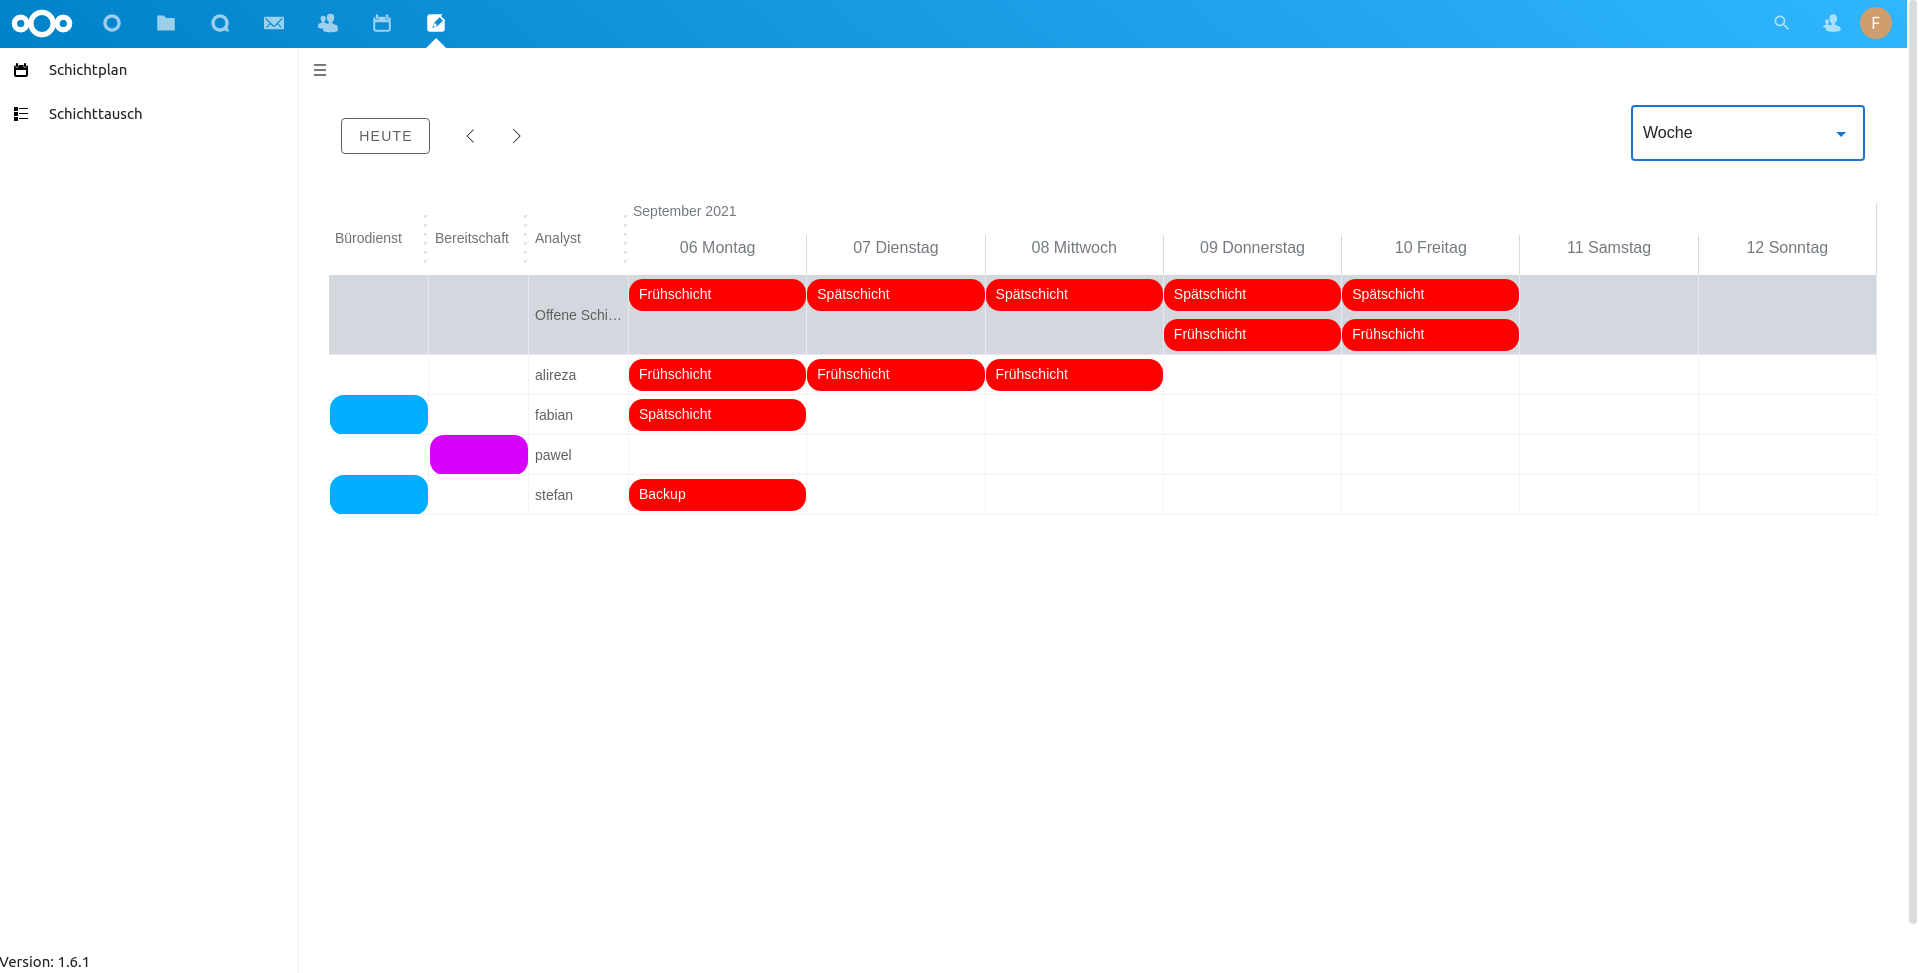 F
Schichtplan
Schichttausch
HEUTE
Woche
September 2021
Bürodienst Bereitschaft Analyst
06 Montag 07 Dienstag 08 Mittwoch 09 Donnerstag 10 Freitag 11 Samstag 12 Sonntag
Frühschicht Spätschicht Spätschicht Spätschicht Spätschicht
Offene Schi…
Frühschicht Frühschicht
alireza Frühschicht Frühschicht Frühschicht
fabian Spätschicht
pawel
stefan Backup
Version: 1.6.1